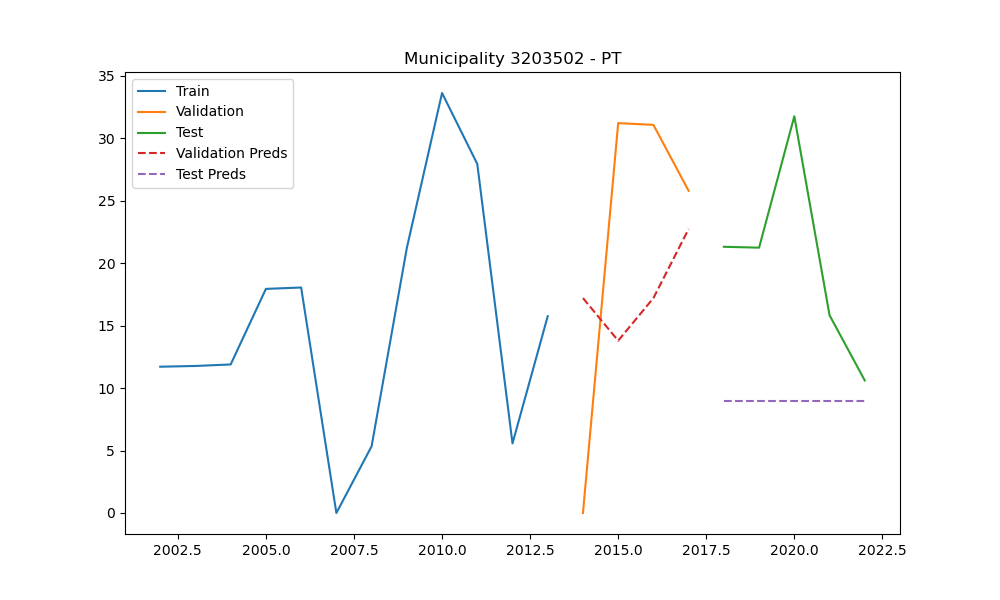 Municipality 3203502 - PT
35
30
25
20
15
10
5
0
Train
Validation
Test
Validation Preds
Test Preds
2002.5 2005.0 2007.5 2010.0 2012.5 2015.0 2017.5 2020.0 2022.5